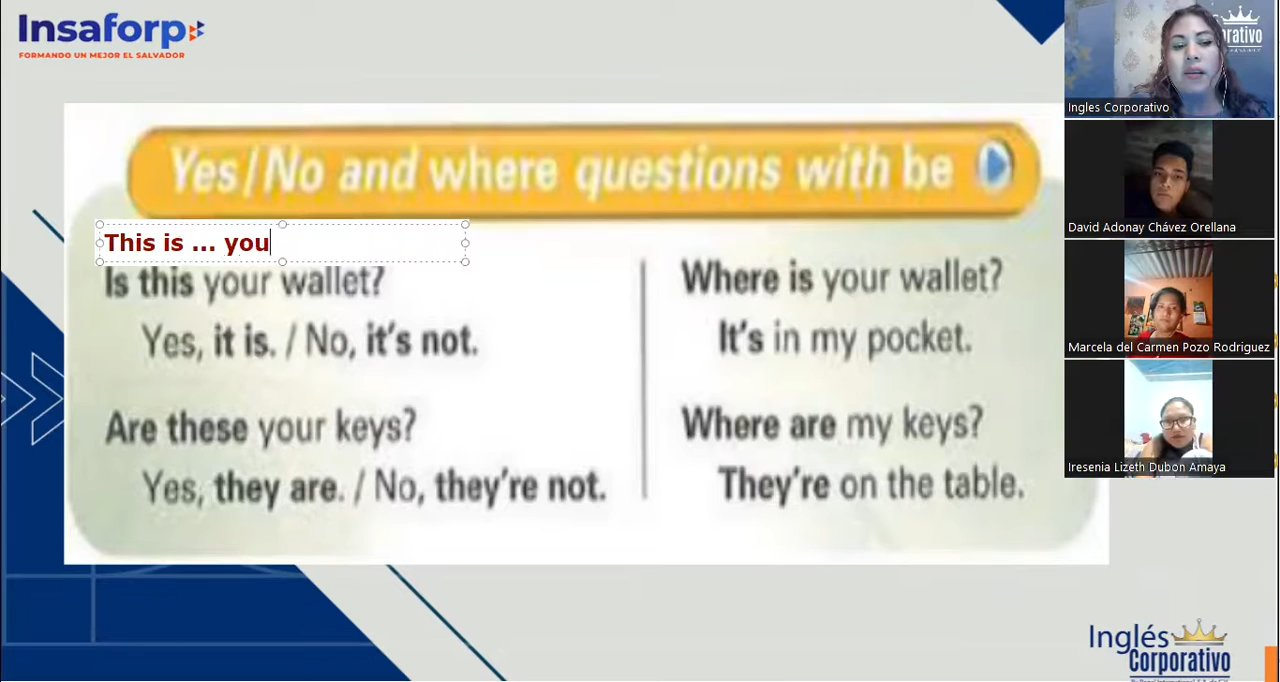 Insaforp
FORMANDO UN MEJOR EL SALVADOR
Yes/No and where questions with be
This is ... you
Is this your wallet?
Yes, it is. / No, it's not.
Are these your keys?
Yes, they are. / No, they're not.
Where is your wallet?
It's in my pocket.
Where are my keys?
They're on the table.
Ingles Corporativo
David Adonay Chávez Orellana
Marcela del Carmen Pozo Rodriguez
Iresenia Lizeth Dubon Amaya
Inglés
Corporativo